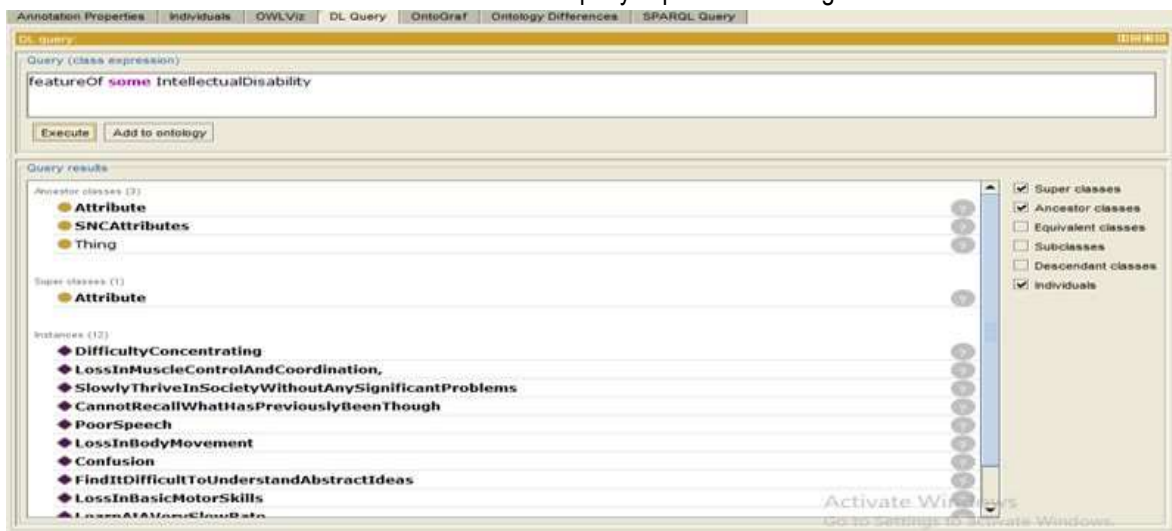 Annotation Properties Individuals OWLViz DL Query OntoGraf Ontology Differences SPARQL Query
DL query:
Query (class expression)
featureOf some IntellectualDisability
Execute Add to ontology
Query results
Ancestor classes (3)
Attribute
SNCAttributes
Thing
Super classes (1)
Attribute
Instances (12)
DifficultyConcentrating
LossInMuscleControlAndCoordination,
SlowlyThriveInSocietyWithoutAnySignificantProblems
CannotRecallWhatHasPreviouslyBeenThough
PoorSpeech
LossInBodyMovement
Confusion
FindItDifficultToUnderstandAbstractIdeas
LossInBasicMotorSkills
Super classes
Ancestor classes
Equivalent classes
Subclasses
Descendant classes
Individuals
Activate Windows
Go to Settings to activate Windows.